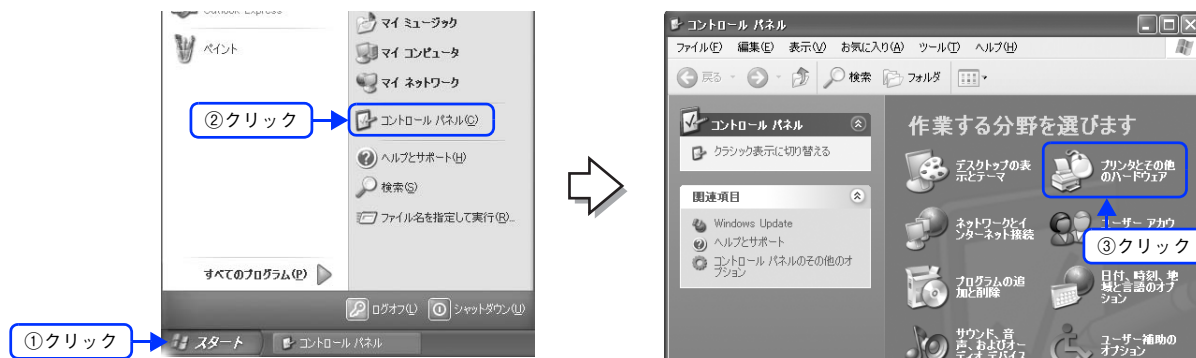 マイ ミュージック
ペイント
マイ コンピュータ
マイ ネットワーク
②クリック
コントロール パネル(C)
ヘルプとサポート(H)
検索(S)
ファイル名を指定して実行(R)...
すべてのプログラム(P)
ログオフ(L)
シャットダウン(U)
①クリック
スタート
コントロール パネル
コントロール パネル
ファイル(F) 編集(E) 表示(V) お気に入り(A) ツール(T) ヘルプ(H)
戻る
検索
フォルダ
コントロール パネル
クラシック表示に切り替える
関連項目
Windows Update
ヘルプとサポート
コントロール パネルのその他のオ
プション
作業する分野を選びます
デスクトップの表
示とテーマ
プリンタとその他
のハードウェア
ネットワークとイ
ンターネット接続
ユーザー アカウ
③クリック
プログラムの追
加と削除
日付、時刻、地
域と言語のオプ
ション
サウンド、音
声、およびオー
ディオ デバイス
ユーザー補助の
オプション